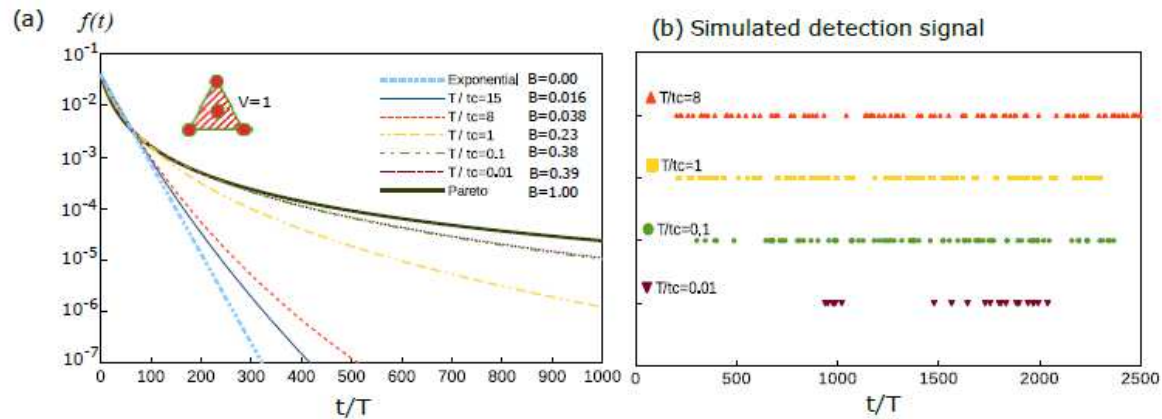 (a) f(t)
10^-1
10^-2
10^-3
10^-4
10^-5
10^-6
10^-7
0 100 200 300 400 500 600 700 800 900 1000
t/T
V=1
Exponential B=0.00
T / tc=15 B=0.016
T / tc=8 B=0.038
T / tc=1 B=0.23
T / tc=0.1 B=0.38
T / tc=0.01 B=0.39
Pareto B=1.00
(b) Simulated detection signal
T/tc=8
T/tc=1
T/tc=0.1
T/tc=0.01
0 500 1000 1500 2000 2500
t/T